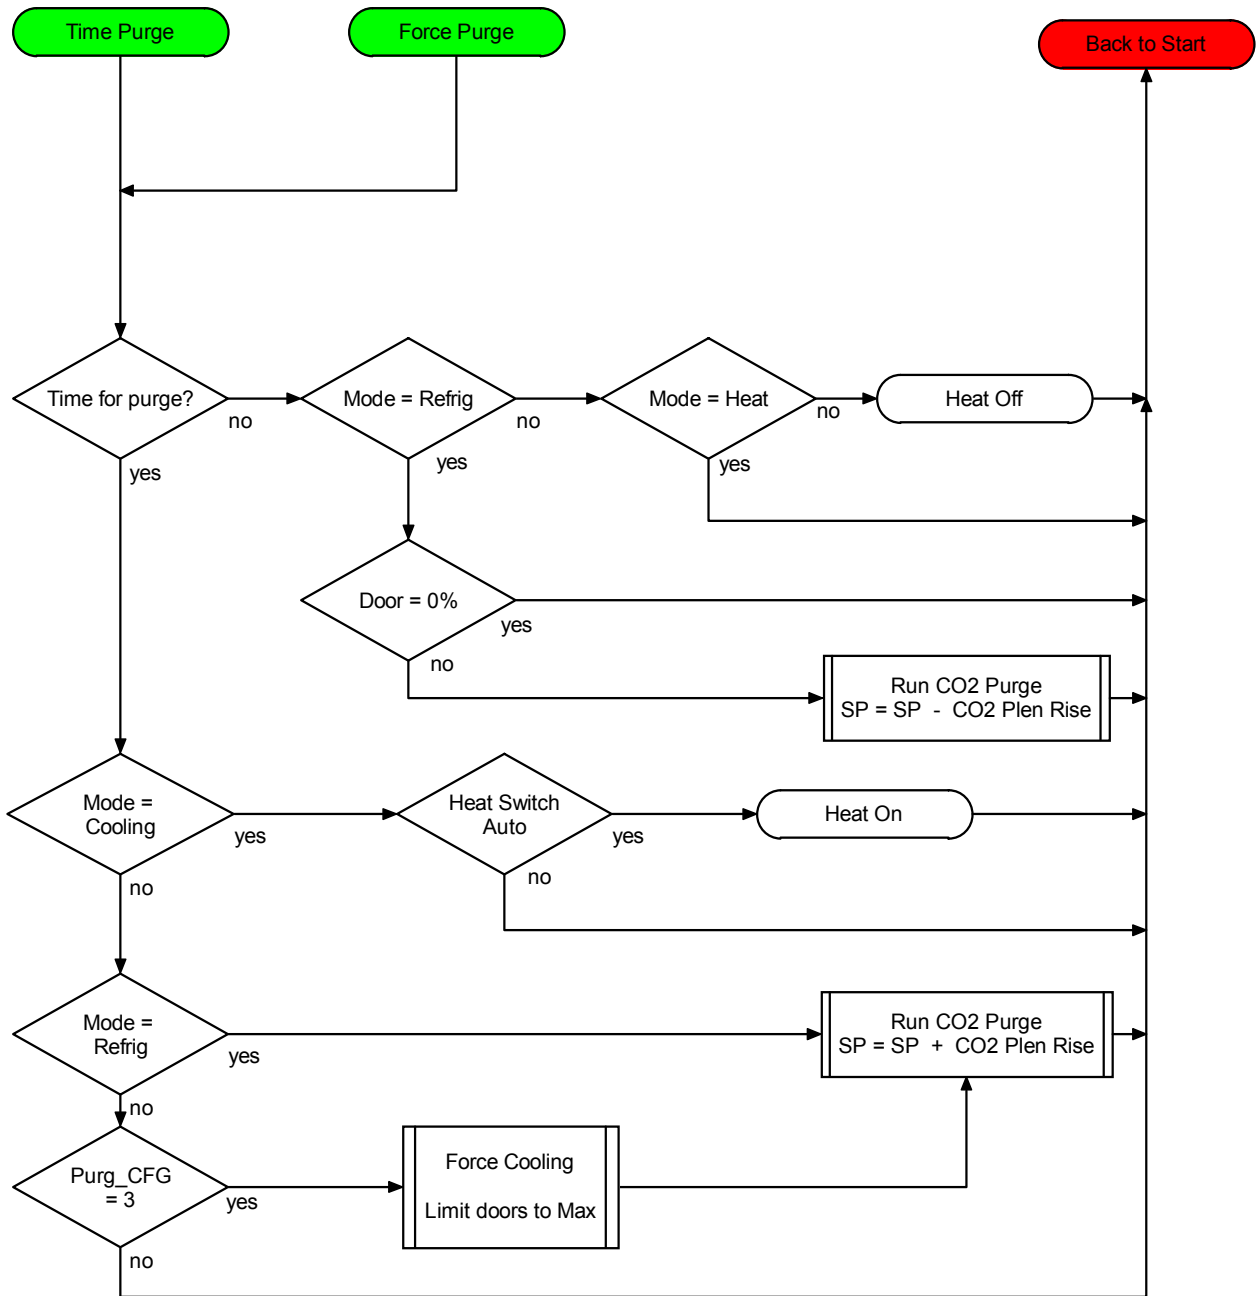 Time Purge
Force Purge
Back to Start
Time for purge?
no
yes
Mode = Refrig
no
yes
Mode = Heat
no
yes
Heat Off
Door = 0%
yes
no
Run CO2 Purge
SP = SP - CO2 Plen Rise
Mode =
Cooling
yes
no
Heat Switch
Auto
yes
no
Heat On
Mode =
Refrig
yes
no
Run CO2 Purge
SP = SP + CO2 Plen Rise
Purg_CFG
= 3
yes
no
Force Cooling
Limit doors to Max